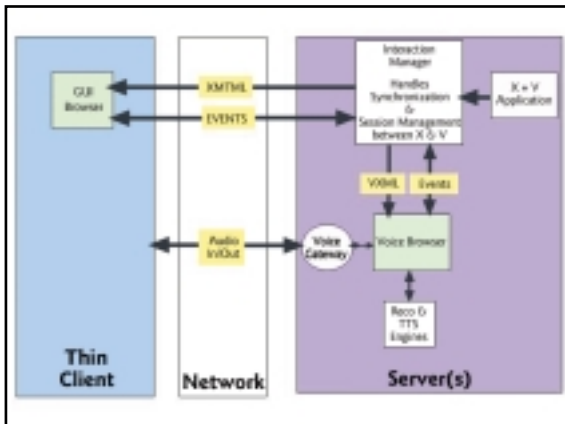 Interaction
Manager
Handles
Synchronization
&
Session Management
between X & V
X + V
Application
GUI
Browser
XMTML
EVENTS
VXML
Events
Audio
In/Out
Voice
Gateway
Voice Browser
Reco &
TTS
Engines
Thin
Client
Network
Server(s)